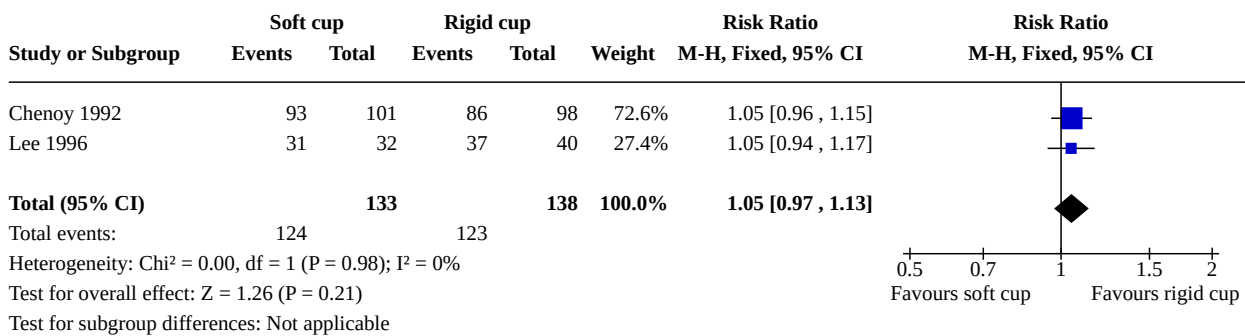 Soft cup Rigid cup Risk Ratio Risk Ratio
Study or Subgroup Events Total Events Total Weight M-H, Fixed, 95% CI M-H, Fixed, 95% CI
Chenoy 1992 93 101 86 98 72.6% 1.05 [0.96 , 1.15]
Lee 1996 31 32 37 40 27.4% 1.05 [0.94 , 1.17]
Total (95% CI) 133 138 100.0% 1.05 [0.97 , 1.13]
Total events: 124 123
Heterogeneity: Chi² = 0.00, df = 1 (P = 0.98); I² = 0%
0.5 0.7 1 1.5 2
Test for overall effect: Z = 1.26 (P = 0.21)
Favours soft cup Favours rigid cup
Test for subgroup differences: Not applicable